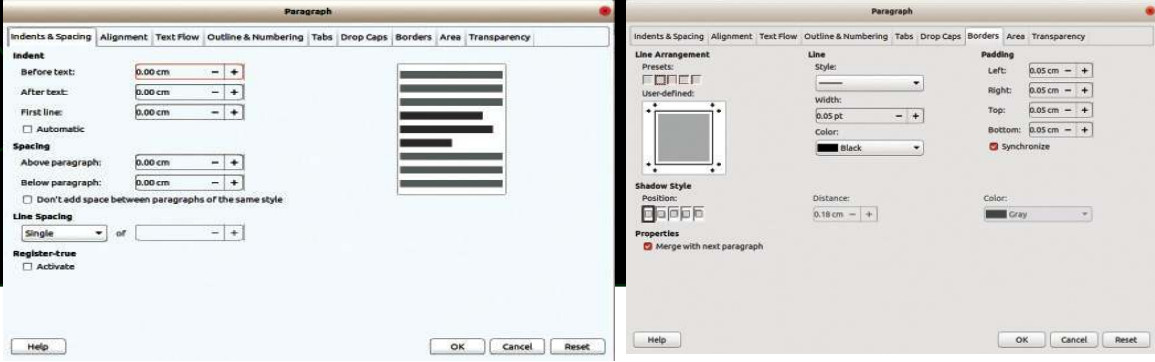 Paragraph
Indents & Spacing Alignment Text Flow Outline & Numbering Tabs Drop Caps Borders Area Transparency
Indent
Before text: 0.00 cm − +
After text: 0.00 cm − +
First line: 0.00 cm − +
Automatic
Spacing
Above paragraph: 0.00 cm − +
Below paragraph: 0.00 cm − +
Don't add space between paragraphs of the same style
Line Spacing
Single of − +
Register-true
Activate
Help OK Cancel Reset
Paragraph
Indents & Spacing Alignment Text Flow Outline & Numbering Tabs Drop Caps Borders Area Transparency
Line Arrangement Line Padding
Presets: Style: Left: 0.05 cm − +
User-defined: Width: Right: 0.05 cm − +
0.05 pt − + Top: 0.05 cm − +
Color: Bottom: 0.05 cm − +
Black Synchronize
Shadow Style
Position: Distance: Color:
0.18 cm − + Gray
Properties
Merge with next paragraph
Help OK Cancel Reset